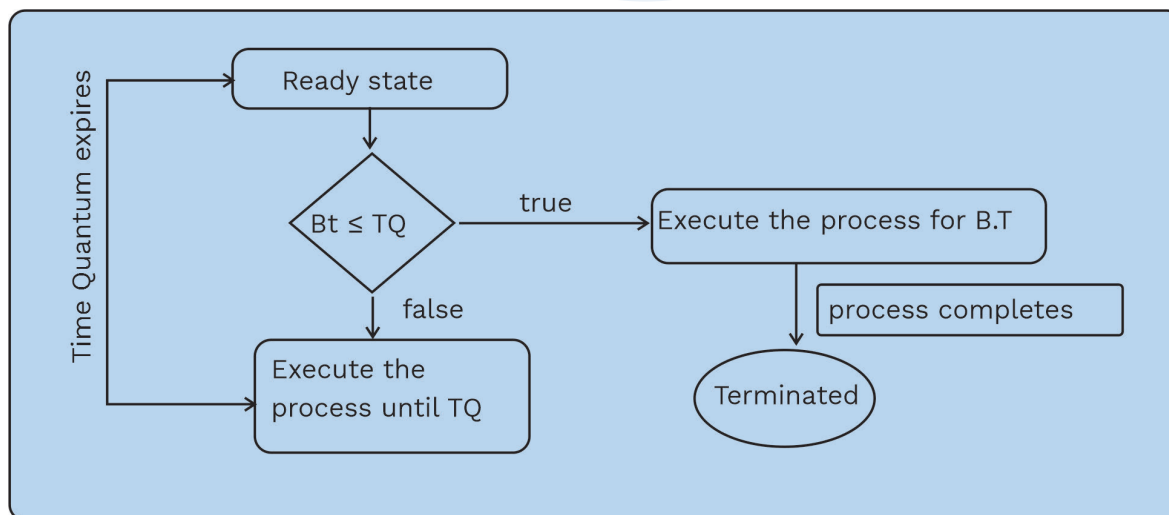 Ready state
Time Quantum expires
Bt ≤ TQ
true
Execute the process for B.T
false
process completes
Execute the
process until TQ
Terminated